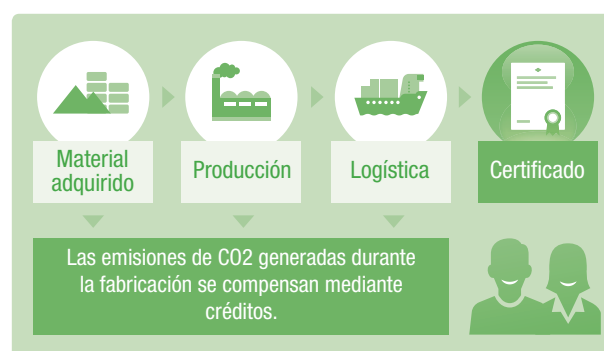 Material
adquirido
Producción
Logística
Certificado
Las emisiones de CO2 generadas durante
la fabricación se compensan mediante
créditos.